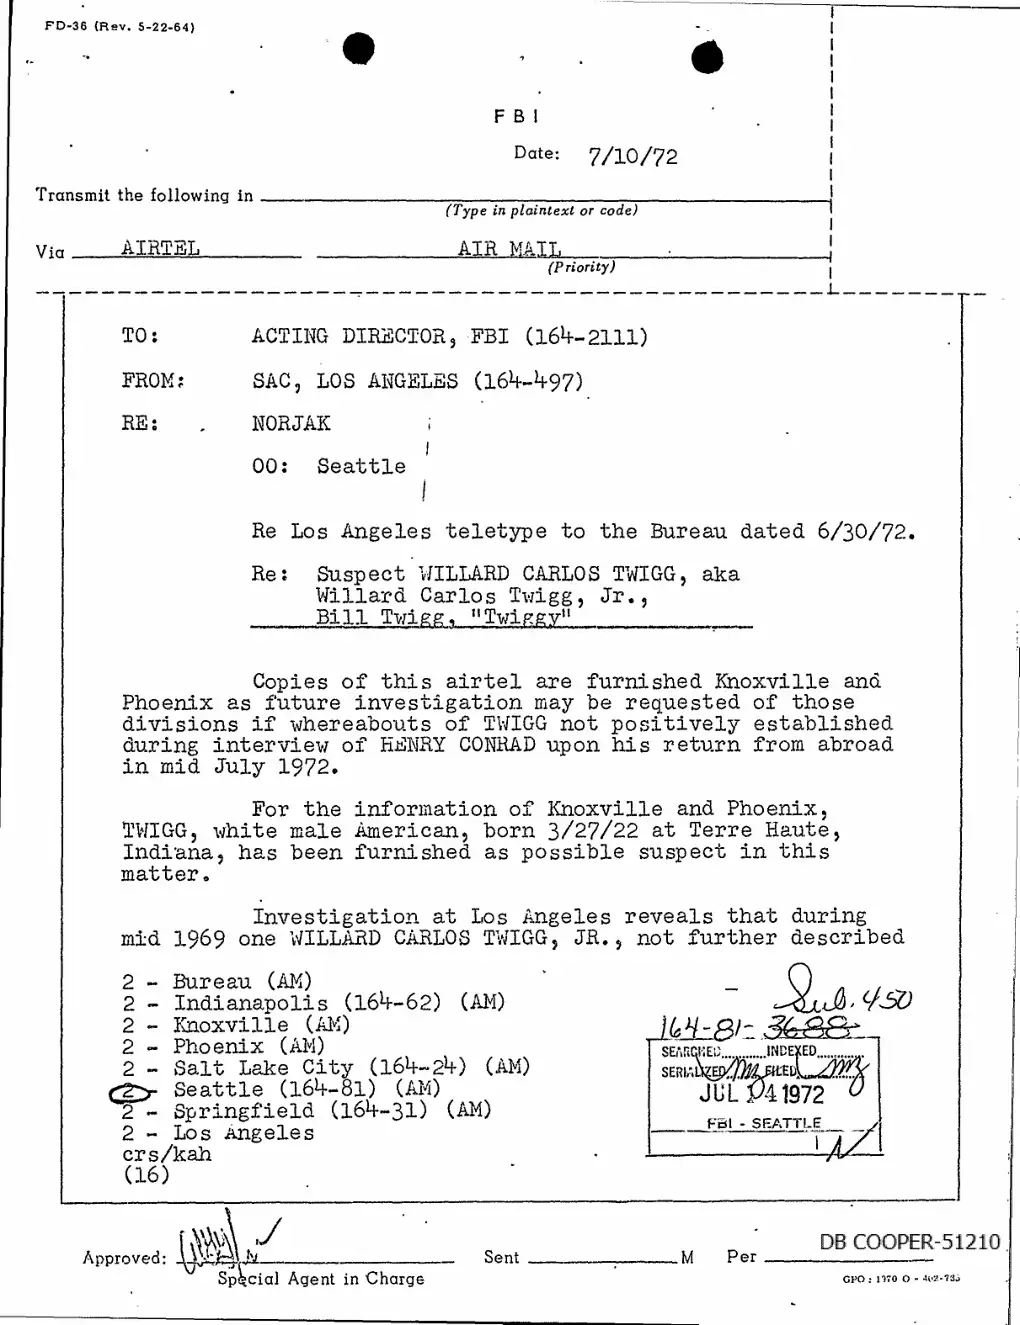 FD-36 (Rev. 5-22-64)
FBI
Date: 7/10/72
Transmit the following in
(Type in plaintext or code)
Via AIRTEL AIR MAIL
(Priority)
TO: ACTING DIRECTOR, FBI (164-2111)
FROM: SAC, LOS ANGELES (164-497)
RE: NORJAK
OO: Seattle
Re Los Angeles teletype to the Bureau dated 6/30/72.
Re: Suspect WILLARD CARLOS TWIGG, aka
Willard Carlos Twigg, Jr.,
Bill Twigg, "Twiggy"
Copies of this airtel are furnished Knoxville and
Phoenix as future investigation may be requested of those
divisions if whereabouts of TWIGG not positively established
during interview of HENRY CONRAD upon his return from abroad
in mid July 1972.
For the information of Knoxville and Phoenix,
TWIGG, white male American, born 3/27/22 at Terre Haute,
Indiana, has been furnished as possible suspect in this
matter.
Investigation at Los Angeles reveals that during
mid 1969 one WILLARD CARLOS TWIGG, JR., not further described
2 - Bureau (AM)
2 - Indianapolis (164-62) (AM)
2 - Knoxville (AM)
2 - Phoenix (AM)
2 - Salt Lake City (164-24) (AM)
2 - Seattle (164-81) (AM)
2 - Springfield (164-31) (AM)
2 - Los Angeles
crs/kah
(16)
Sub. 450
164-81- 3688
SEARCHED INDEXED
SERIALIZED FILED
JUL 1972
FBI - SEATTLE
Approved: Sent M Per
Special Agent in Charge
DB COOPER-51210
GPO : 1970 O - 402-735